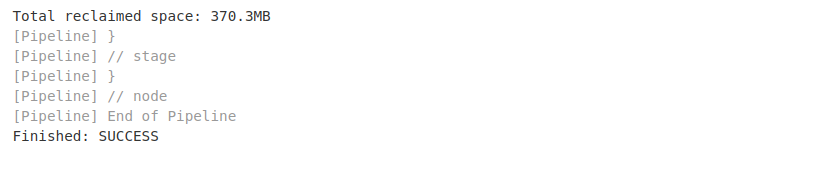 Total reclaimed space: 370.3MB
[Pipeline] }
[Pipeline] // stage
[Pipeline] }
[Pipeline] // node
[Pipeline] End of Pipeline
Finished: SUCCESS